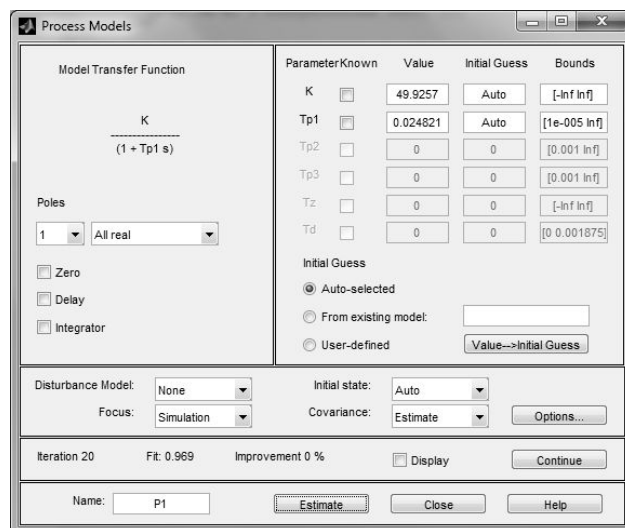 Process Models
Model Transfer Function
K
----------------
(1 + Tp1 s)
Poles
1 All real
Zero
Delay
Integrator
Parameter Known Value Initial Guess Bounds
K 49.9257 Auto [-Inf Inf]
Tp1 0.024821 Auto [1e-005 Inf]
Tp2 0 0 [0.001 Inf]
Tp3 0 0 [0.001 Inf]
Tz 0 0 [-Inf Inf]
Td 0 0 [0 0.001875]
Initial Guess
Auto-selected
From existing model:
User-defined Value-->Initial Guess
Disturbance Model: None Initial state: Auto
Focus: Simulation Covariance: Estimate Options...
Iteration 20 Fit: 0.969 Improvement 0 % Display Continue
Name: P1 Estimate Close Help